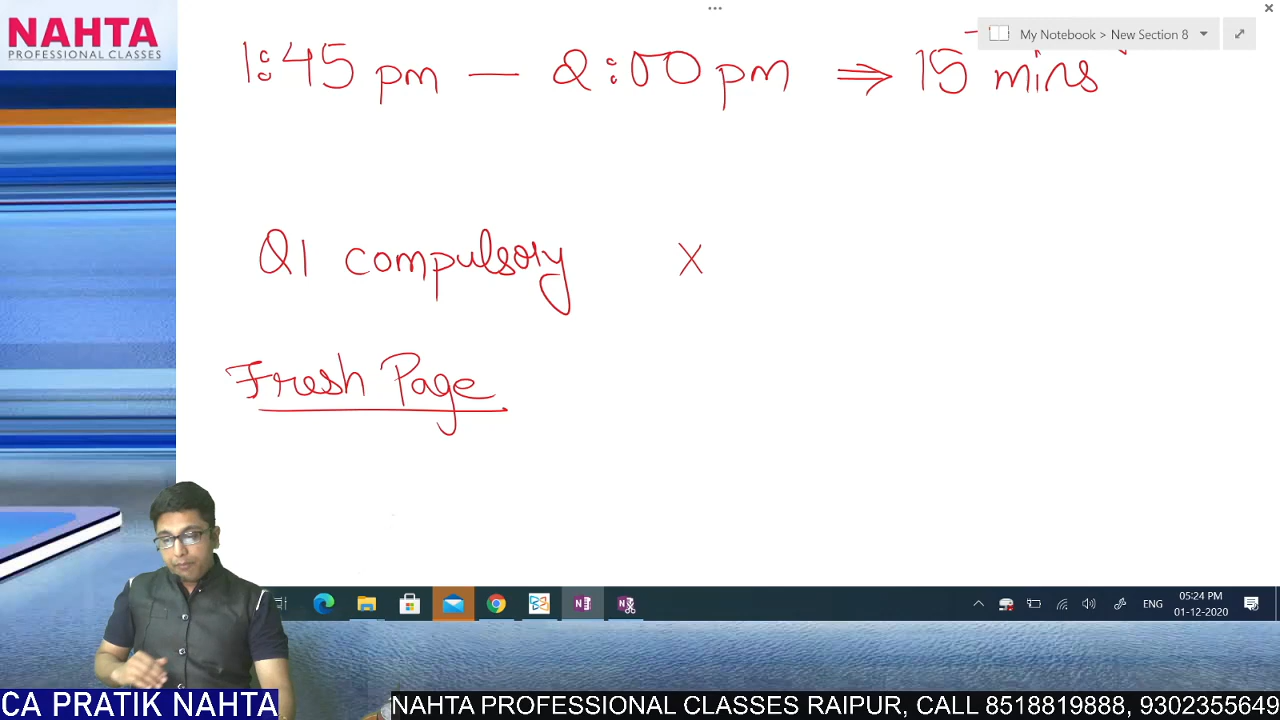 NAHTA
PROFESSIONAL CLASSES
My Notebook > New Section 8
1:45 pm — 2:00 pm ⇒ 15 mins
Q1 compulsory X
Fresh Page
ENG
05:24 PM
01-12-2020
CA PRATIK NAHTA
NAHTA PROFESSIONAL CLASSES RAIPUR, CALL 8518819888, 9302355649